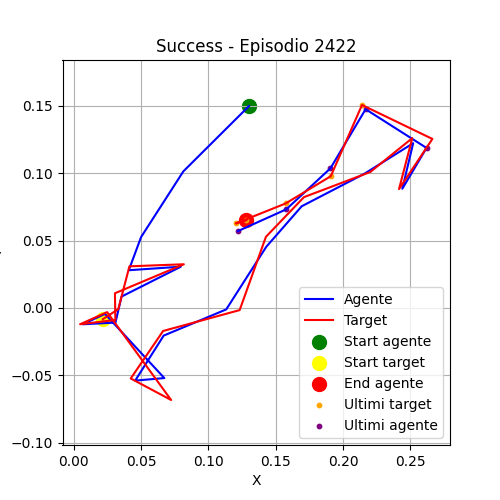 Success - Episodio 2422
0.15
0.10
0.05
0.00
−0.05
−0.10
0.00 0.05 0.10 0.15 0.20 0.25
X
Agente
Target
Start agente
Start target
End agente
Ultimi target
Ultimi agente